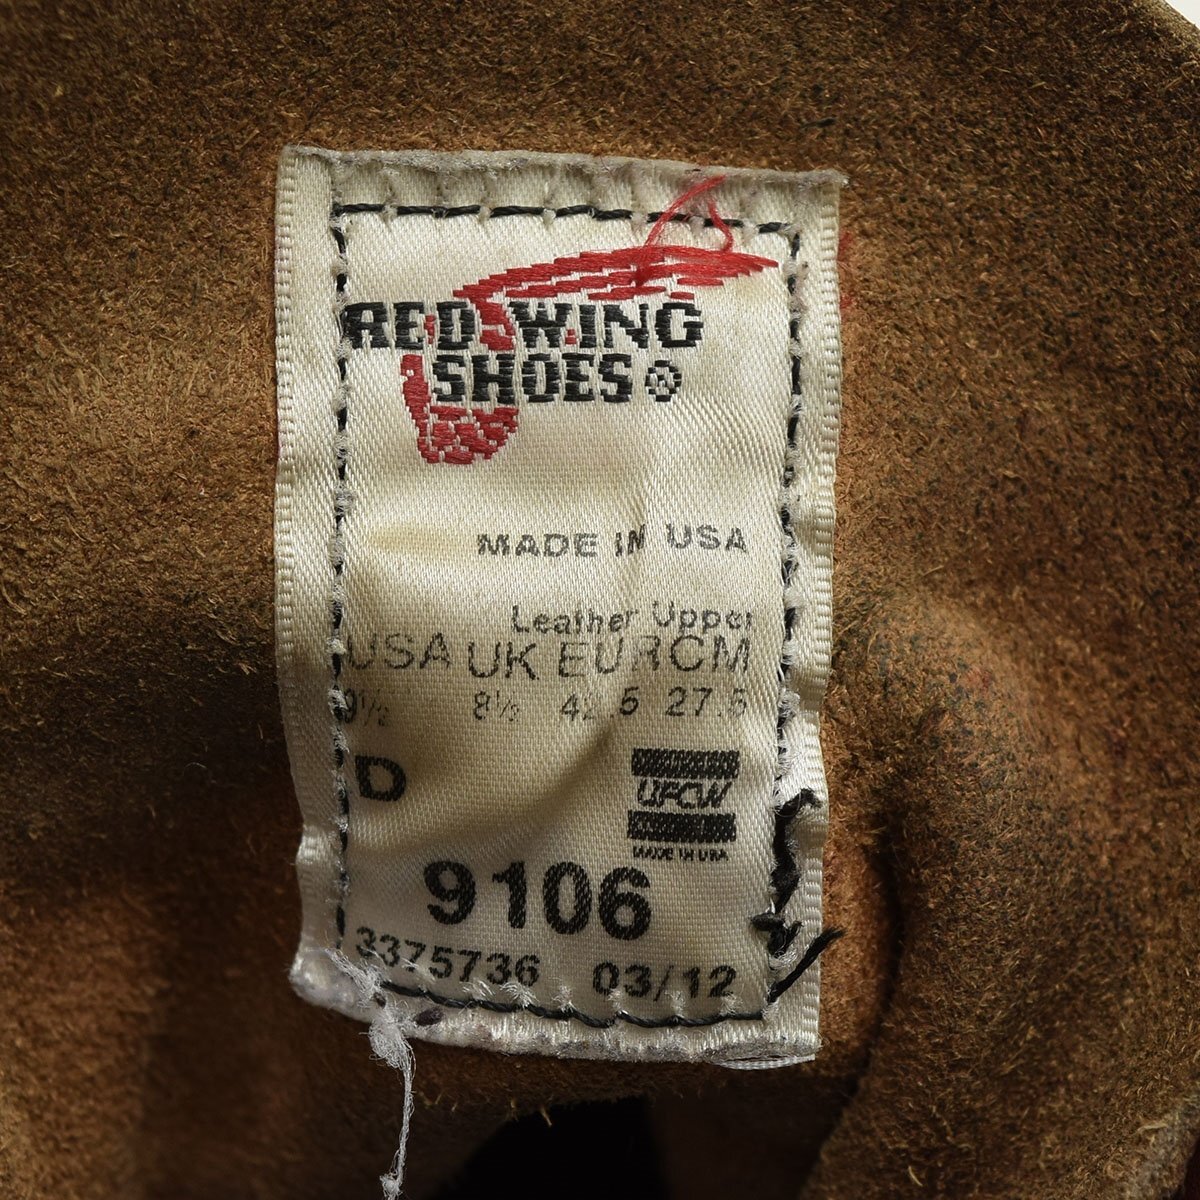 RED WING
SHOES®
MADE IN USA
Leather Upper
USA UK EUR CM
9½ 8½ 42.5 27.5
D
UFCW
MADE IN USA
9106
3375736 03/12